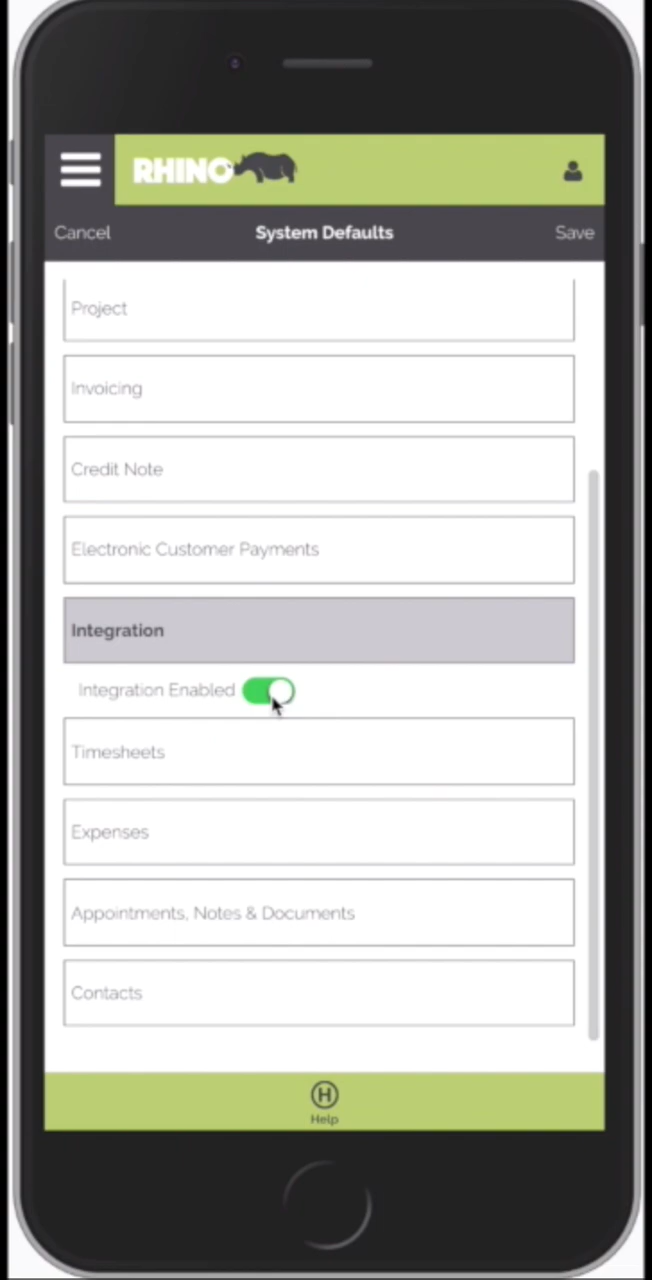 RHINO
Cancel
System Defaults
Save
Project
Invoicing
Credit Note
Electronic Customer Payments
Integration
Integration Enabled
Timesheets
Expenses
Appointments, Notes & Documents
Contacts
H
Help